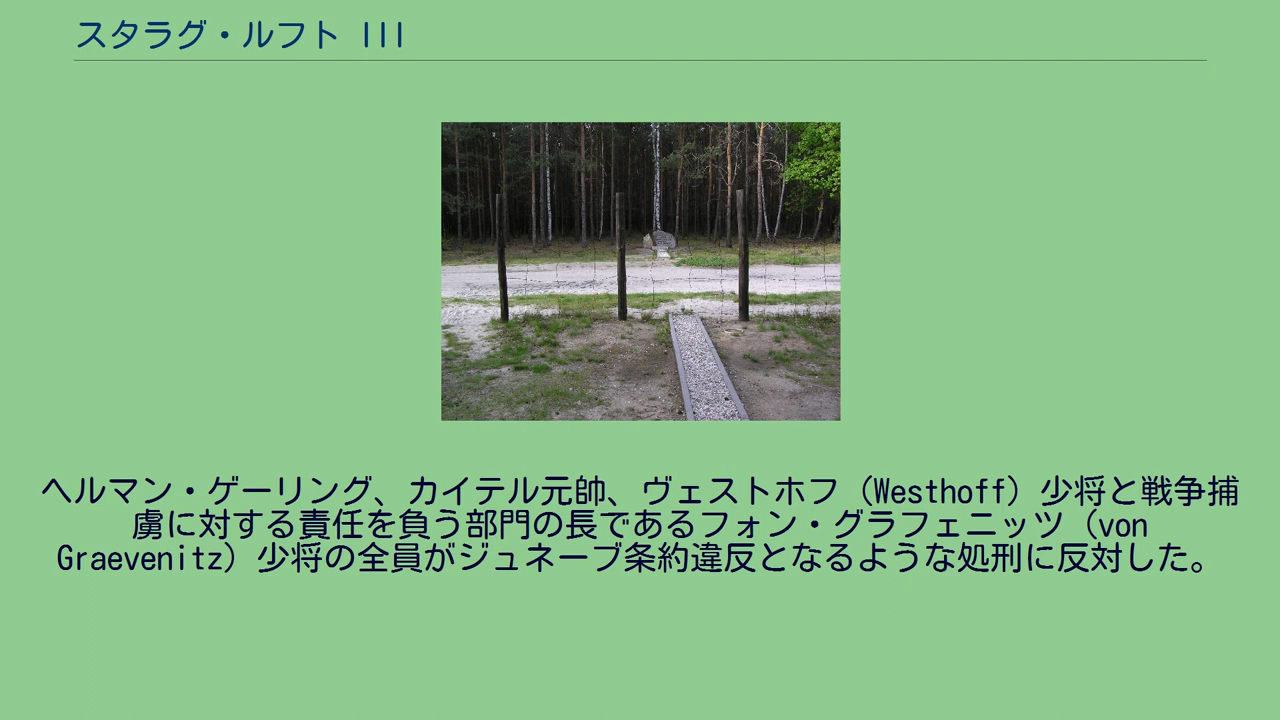 スタラグ・ルフト III
ヘルマン・ゲーリング、カイテル元帥、ヴェストホフ（Westhoff）少将と戦争捕
虜に対する責任を負う部門の長であるフォン・グラフェニッツ（von
Graevenitz）少将の全員がジュネーブ条約違反となるような処刑に反対した。